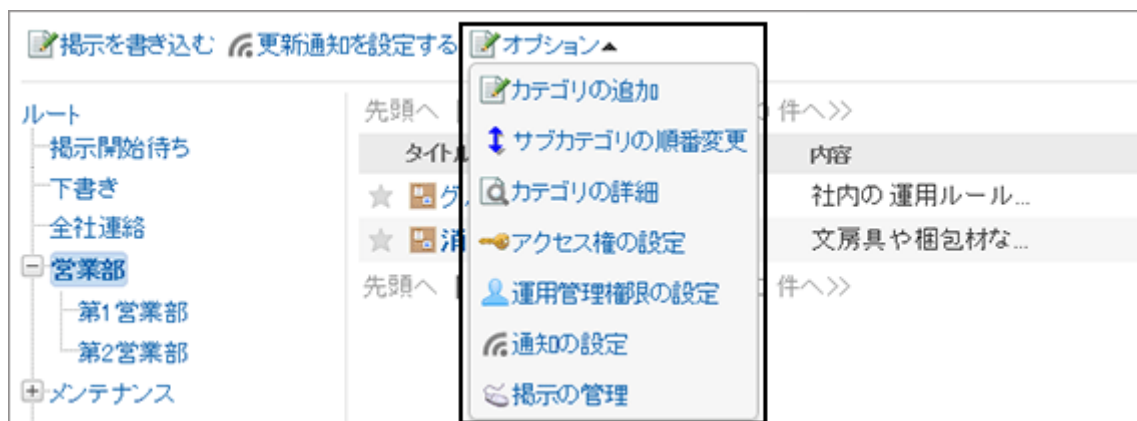 掲示を書き込む 更新通知を設定する オプション▲
カテゴリの追加
サブカテゴリの順番変更
カテゴリの詳細
アクセス権の設定
運用管理権限の設定
通知の設定
掲示の管理
ルート
掲示開始待ち
下書き
全社連絡
営業部
第1営業部
第2営業部
メンテナンス
先頭へ 件へ>>
タイトル 内容
グ 社内の 運用ルール...
消 文房具や梱包材な...
先頭へ 件へ>>